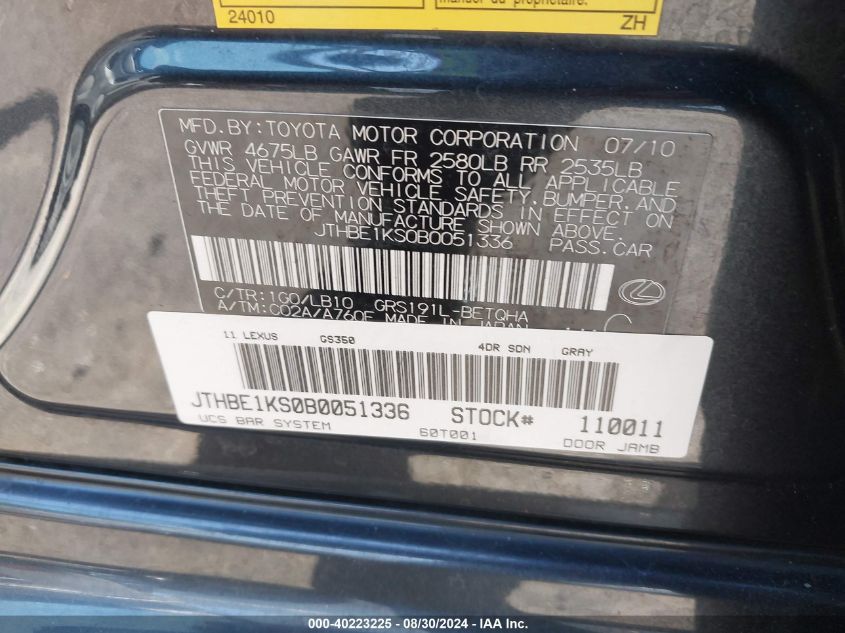 manuel du propriétaire.
24010 ZH
MFD.BY:TOYOTA MOTOR CORPORATION 07/10
GVWR 4675LB GAWR FR 2580LB RR 2535LB
THIS VEHICLE CONFORMS TO ALL APPLICABLE
FEDERAL MOTOR VEHICLE SAFETY,BUMPER,AND
THEFT PREVENTION STANDARDS IN EFFECT ON
THE DATE OF MANUFACTURE SHOWN ABOVE.
JTHBE1KS0B0051336 PASS.CAR
C/TR:1G0/LB10 GRS191L-BETQHA
A/TM:C02A/A760E MADE IN JAPAN
11 LEXUS GS350 4DR SDN GRAY
JTHBE1KS0B0051336 STOCK# 110011
UCS BAR SYSTEM 60T001 DOOR JAMB
000-40223225 - 08/30/2024 - IAA Inc.